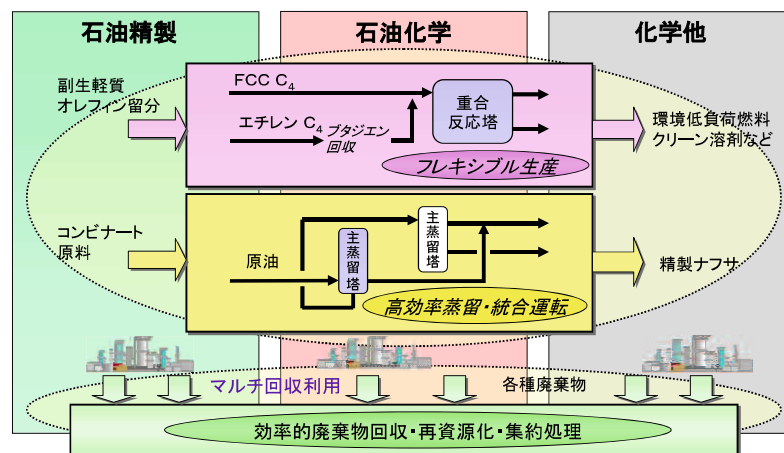 石油精製
石油化学
化学他
副生軽質
オレフィン留分
FCC C₄
エチレン C₄
ブタジエン
回収
重合
反応塔
フレキシブル生産
環境低負荷燃料
クリーン溶剤など
コンビナート
原料
原油
主蒸留塔
主蒸留塔
高効率蒸留・統合運転
精製ナフサ
マルチ回収利用
各種廃棄物
効率的廃棄物回収・再資源化・集約処理